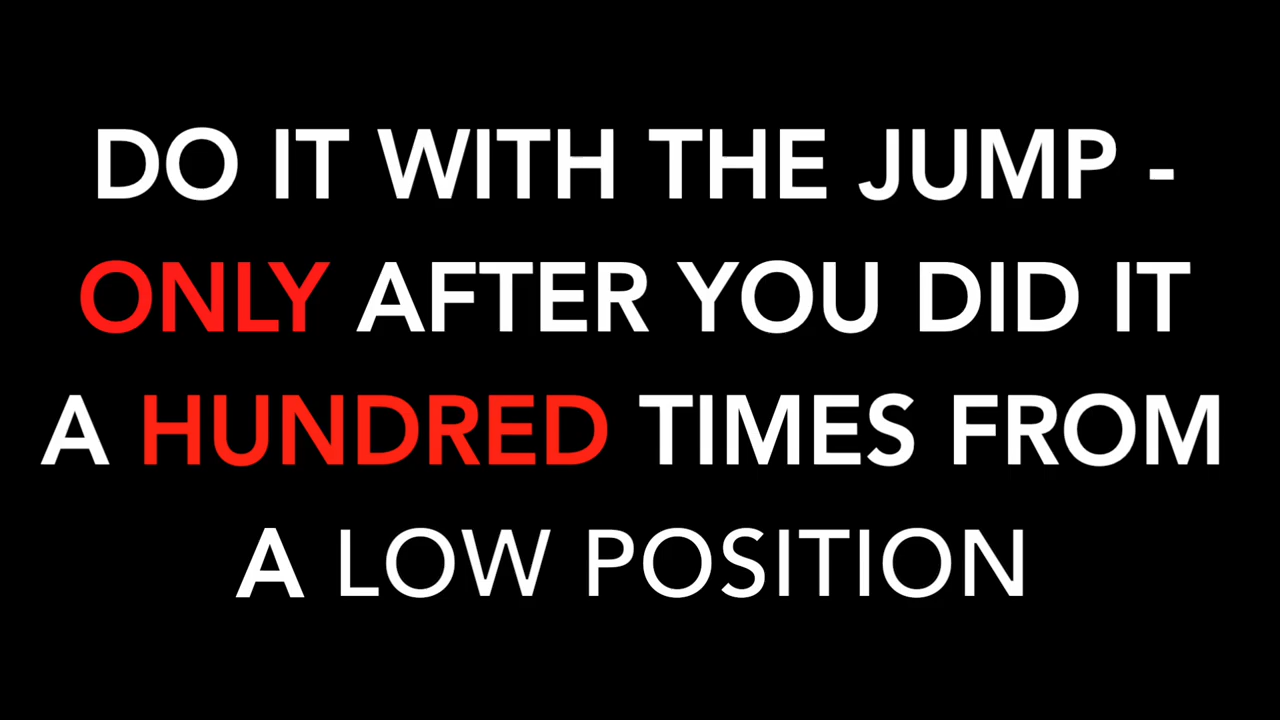 DO IT WITH THE JUMP -
ONLY AFTER YOU DID IT
A HUNDRED TIMES FROM
A LOW POSITION